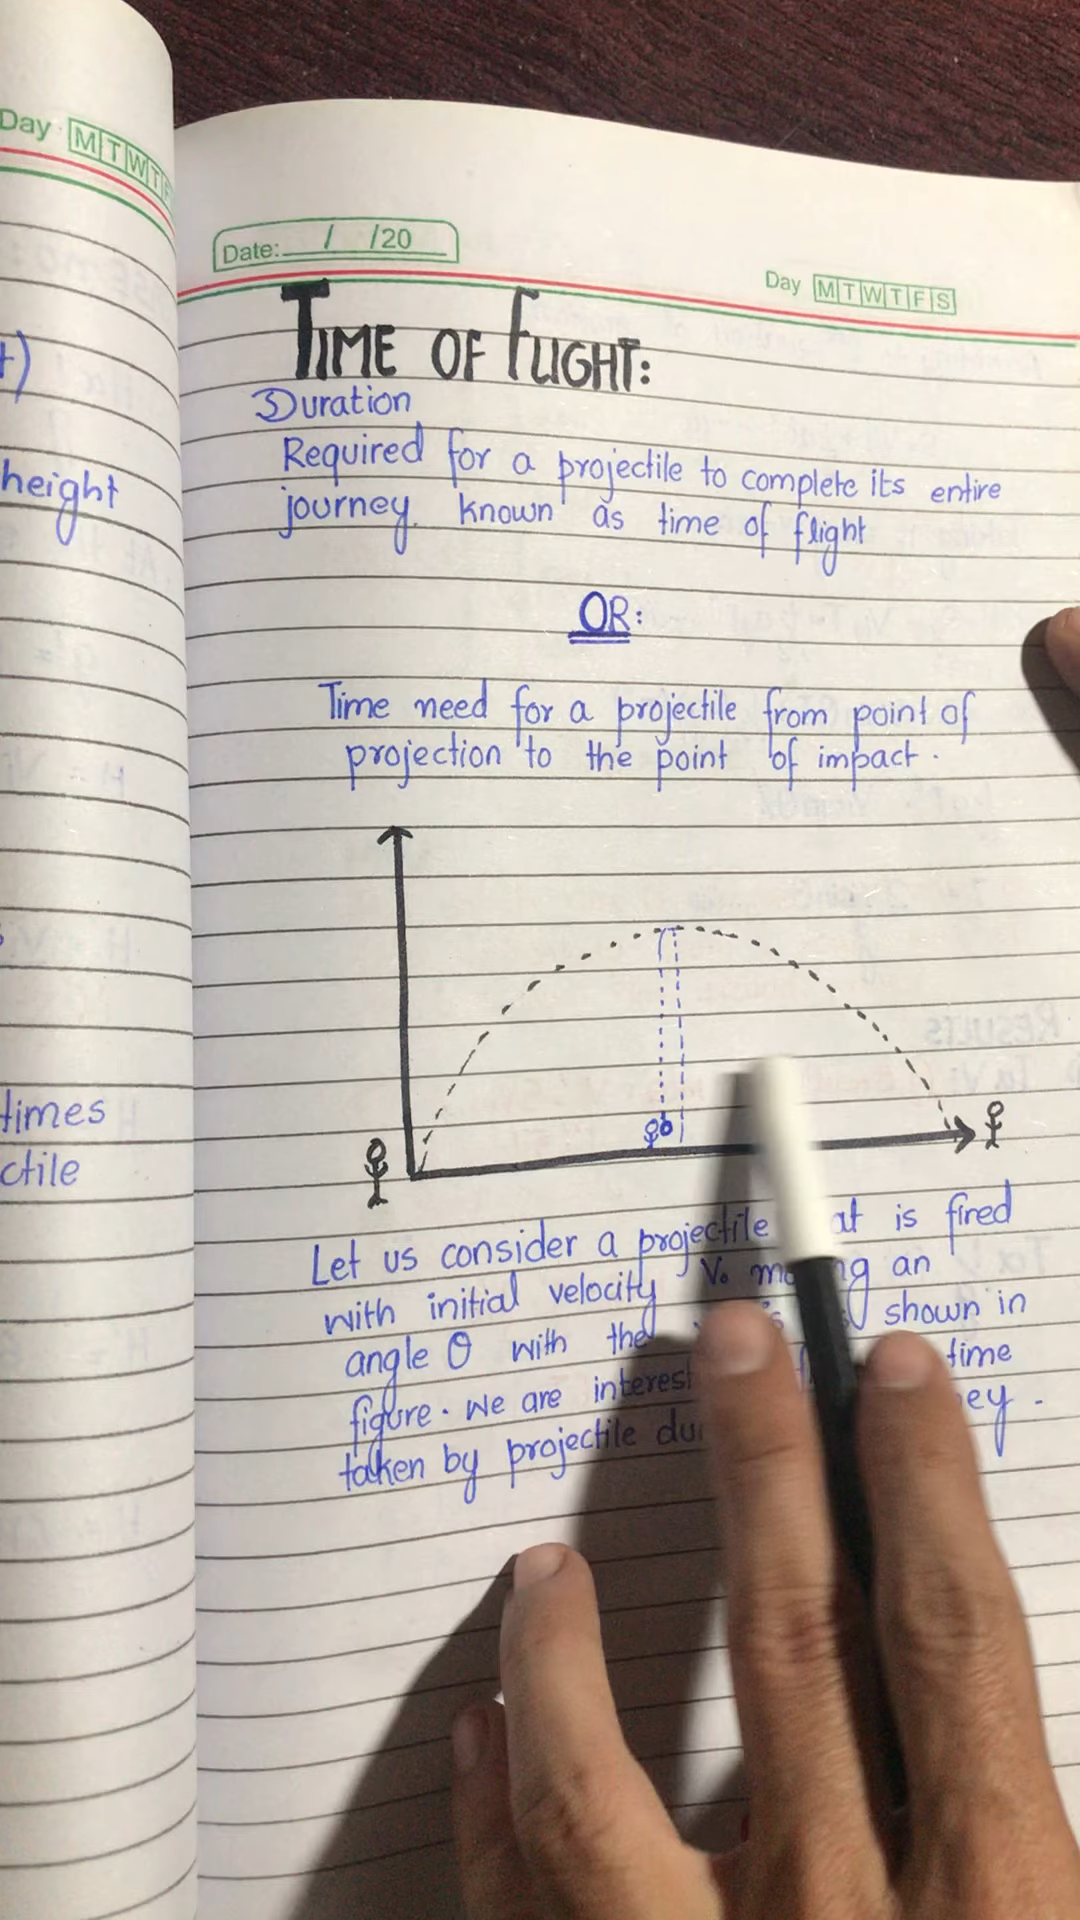 Day M T W T F
Date: / /20
Day M T W T F S
t)
height
times
ctile
TIME OF FLIGHT:
Duration
Required for a projectile to complete its entire
journey. known as time of flight
OR:
Time need for a projectile from point of
projection to the point of impact.
Let us consider a projectile at is fired
with initial velocity V₀ an
angle θ with the shown in
figure. We are interest time
taken by projectile du ey.